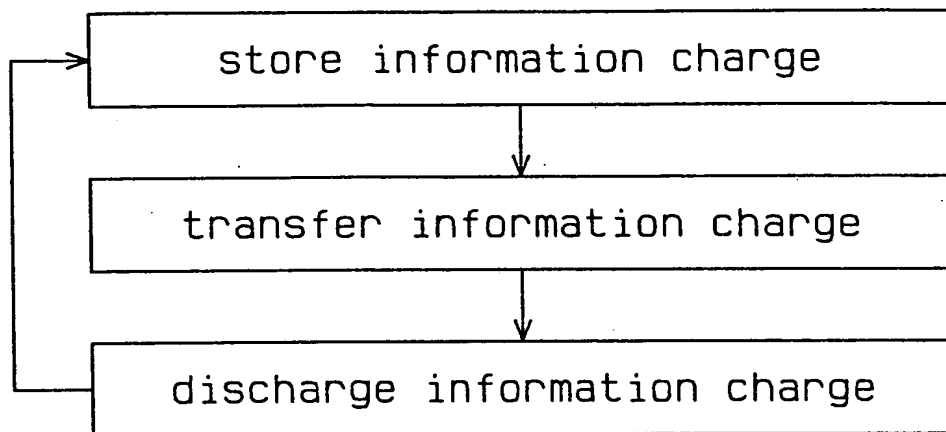 store information charge
transfer information charge
discharge information charge